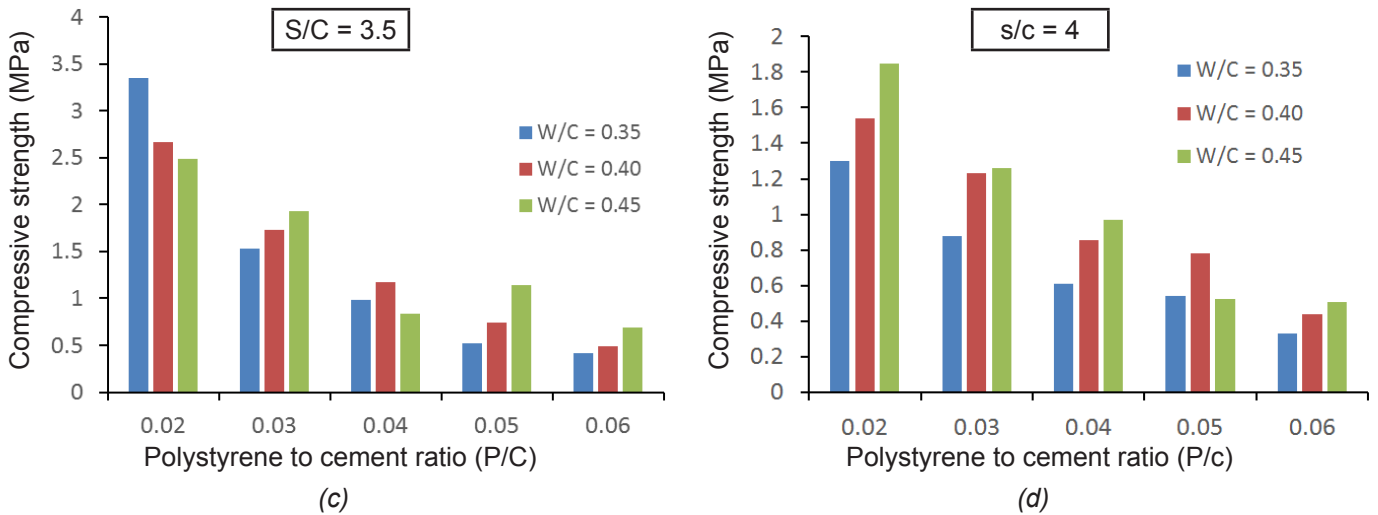 S/C = 3.5
Compressive strength (MPa)
4
3.5
3
2.5
2
1.5
1
0.5
0
W/C = 0.35
W/C = 0.40
W/C = 0.45
0.02 0.03 0.04 0.05 0.06
Polystyrene to cement ratio (P/C)
(c)
s/c = 4
Compressive strength (MPa)
2
1.8
1.6
1.4
1.2
1
0.8
0.6
0.4
0.2
0
W/C = 0.35
W/C = 0.40
W/C = 0.45
0.02 0.03 0.04 0.05 0.06
Polystyrene to cement ratio (P/c)
(d)